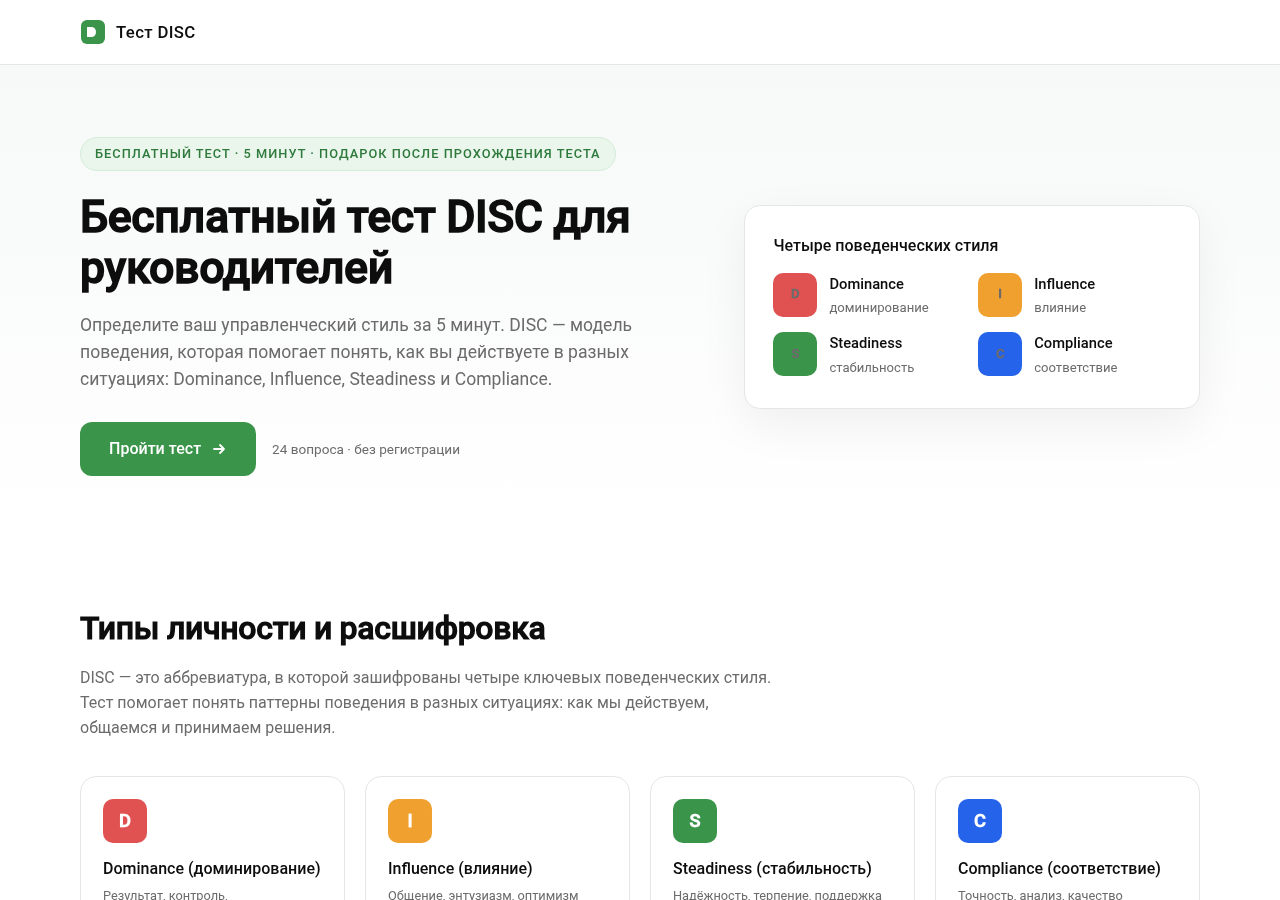 D Тест DISC
БЕСПЛАТНЫЙ ТЕСТ · 5 МИНУТ · ПОДАРОК ПОСЛЕ ПРОХОЖДЕНИЯ ТЕСТА
Бесплатный тест DISC для
руководителей
Определите ваш управленческий стиль за 5 минут. DISC — модель
поведения, которая помогает понять, как вы действуете в разных
ситуациях: Dominance, Influence, Steadiness и Compliance.
Пройти тест →
24 вопроса · без регистрации
Четыре поведенческих стиля
D
Dominance
доминирование
I
Influence
влияние
S
Steadiness
стабильность
C
Compliance
соответствие
Типы личности и расшифровка
DISC — это аббревиатура, в которой зашифрованы четыре ключевых поведенческих стиля.
Тест помогает понять паттерны поведения в разных ситуациях: как мы действуем,
общаемся и принимаем решения.
D
Dominance (доминирование)
Результат, контроль,
I
Influence (влияние)
Общение, энтузиазм, оптимизм
S
Steadiness (стабильность)
Надёжность, терпение, поддержка
C
Compliance (соответствие)
Точность, анализ, качество